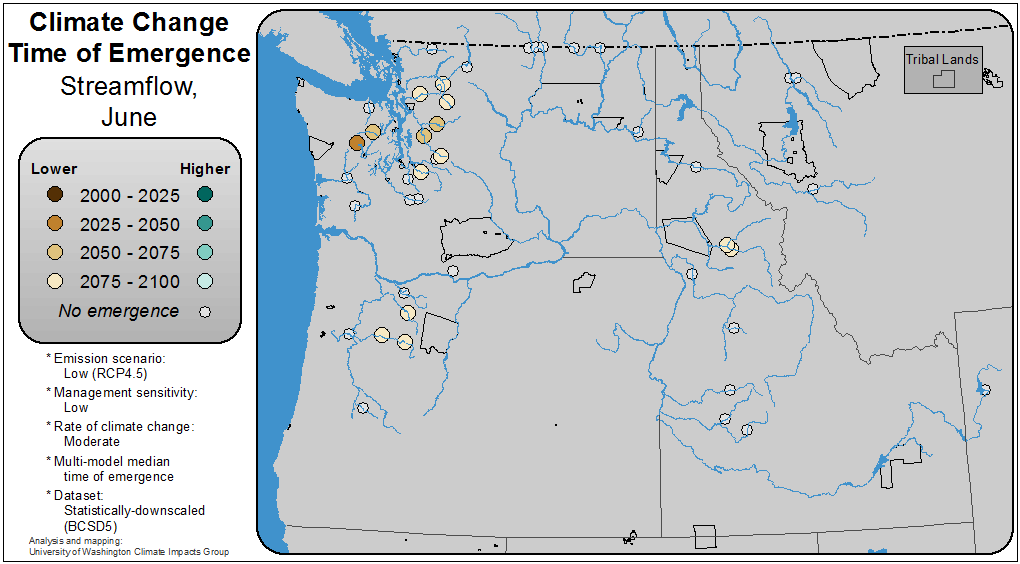 Climate Change
Time of Emergence
Streamflow,
June
Lower Higher
2000 - 2025
2025 - 2050
2050 - 2075
2075 - 2100
No emergence
* Emission scenario:
Low (RCP4.5)
* Management sensitivity:
Low
* Rate of climate change:
Moderate
* Multi-model median
time of emergence
* Dataset:
Statistically-downscaled
(BCSD5)
Analysis and mapping:
University of Washington Climate Impacts Group
Tribal Lands